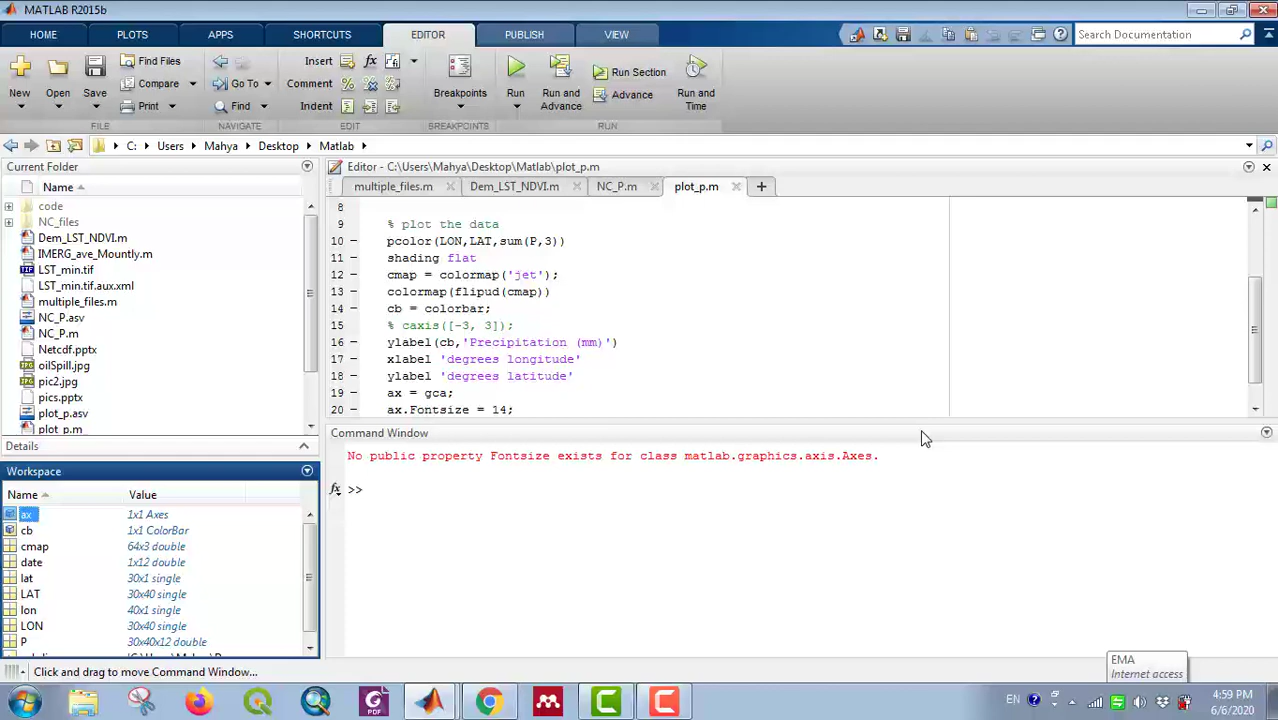 MATLAB R2015b
HOME PLOTS APPS SHORTCUTS EDITOR PUBLISH VIEW Search Documentation
New Open Save Find Files Compare Print
Go To Find
Insert fx Comment Indent
Breakpoints
Run Run and Advance Run Section Advance Run and Time
FILE NAVIGATE EDIT BREAKPOINTS RUN
C: Users Mahya Desktop Matlab
Current Folder
Name
code
NC_files
Dem_LST_NDVI.m
IMERG_ave_Mountly.m
LST_min.tif
LST_min.tif.aux.xml
multiple_files.m
NC_P.asv
NC_P.m
Netcdf.pptx
oilSpill.jpg
pic2.jpg
pics.pptx
plot_p.asv
plot_p.m
Details
Workspace
Name Value
ax 1x1 Axes
cb 1x1 ColorBar
cmap 64x3 double
date 1x12 double
lat 30x1 single
LAT 30x40 single
lon 40x1 single
LON 30x40 single
P 30x40x12 double
Editor - C:\Users\Mahya\Desktop\Matlab\plot_p.m
multiple_files.m Dem_LST_NDVI.m NC_P.m plot_p.m
8
9 % plot the data
10 – pcolor(LON,LAT,sum(P,3))
11 – shading flat
12 – cmap = colormap('jet');
13 – colormap(flipud(cmap))
14 – cb = colorbar;
15 % caxis([-3, 3]);
16 – ylabel(cb,'Precipitation (mm)')
17 – xlabel 'degrees longitude'
18 – ylabel 'degrees latitude'
19 – ax = gca;
20 – ax.Fontsize = 14;
Command Window
No public property Fontsize exists for class matlab.graphics.axis.Axes.
fx >>
Click and drag to move Command Window...
EMA
Internet access
PDF
EN
4:59 PM
6/6/2020